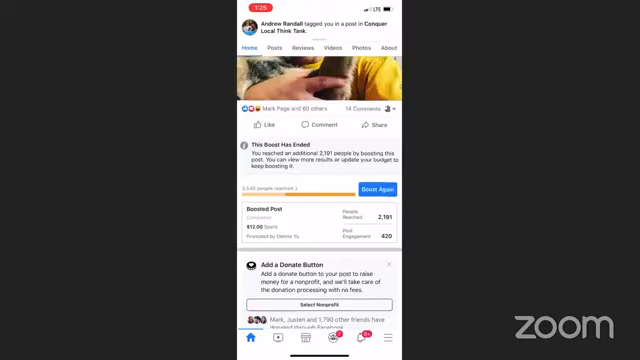 1:25
LTE
Andrew Randall tagged you in a post in Conquer
Local Think Tank.
Home Posts Reviews Videos Photos About
Mark Page and 60 others 14 Comments
Like Comment Share
This Boost Has Ended
You reached an additional 2,191 people by boosting this
post. You can view more results or update your budget to
keep boosting it.
people reached
Boost Again
Boosted Post
Completed
$12.00 Spent
Promoted by Dennis Yu
People
Reached 2,191
Post
Engagement 420
Add a Donate Button
Add a donate button to your post to raise
money for a nonprofit, and we'll take care of
the donation processing with no fees.
Select Nonprofit
Mark, Justen and 1,790 other friends have
donated through Facebook
9+
zoom